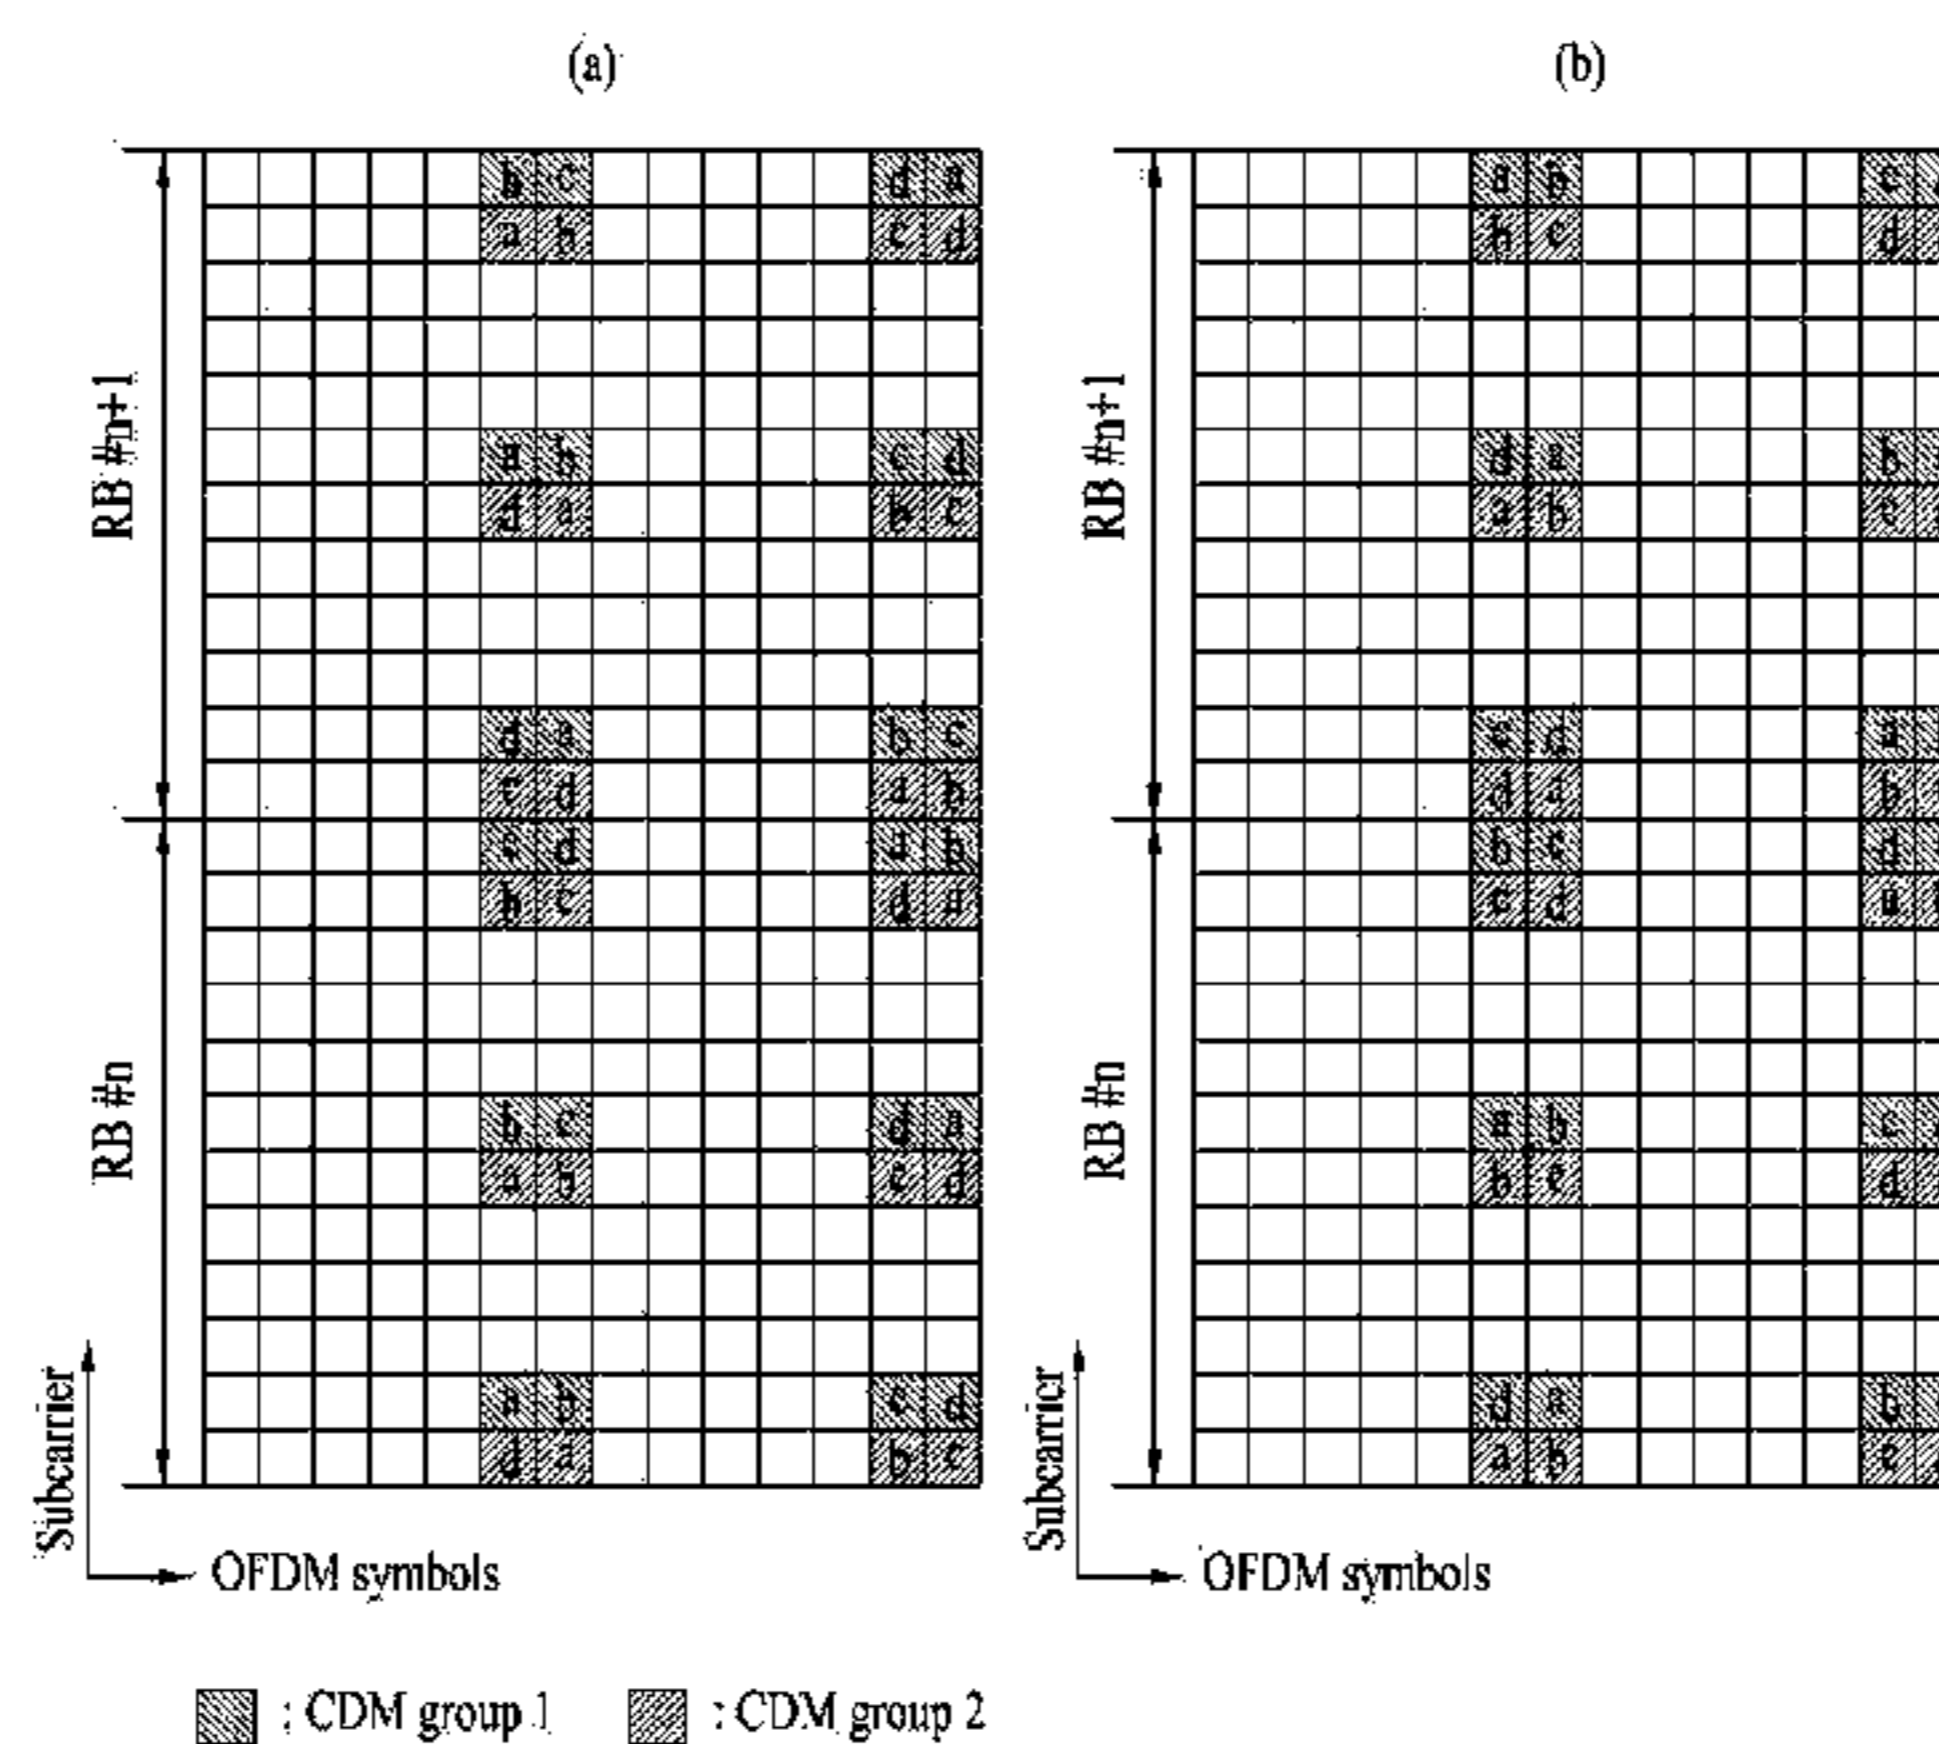 (a)
(b)
b c d a a b c
a b c d b c d
RB #n+1
RB #n+1
a b c d d a b
d a b c a b c
d a b c c d a
c d a b d a b
c d a b b c d
b c d a c d a
RB #n
RB #n
b c d a a b c
a b c d b c d
a b c d d a b
d a b c a b c
Subcarrier
Subcarrier
OFDM symbols
OFDM symbols
: CDM group 1
: CDM group 2